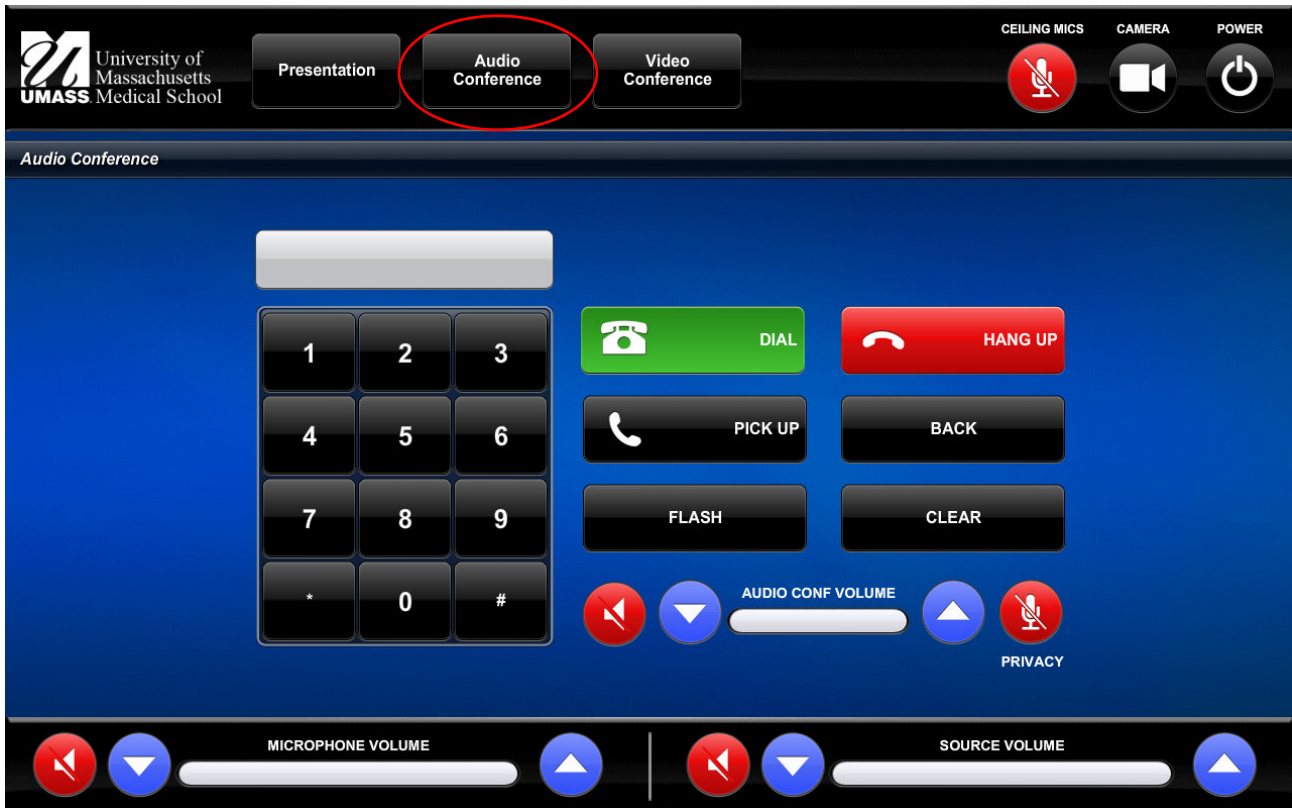 University of
Massachusetts
UMASS. Medical School
Presentation
Audio
Conference
Video
Conference
CEILING MICS
CAMERA
POWER
Audio Conference
1 2 3
4 5 6
7 8 9
* 0 #
DIAL
HANG UP
PICK UP
BACK
FLASH
CLEAR
AUDIO CONF VOLUME
PRIVACY
MICROPHONE VOLUME
SOURCE VOLUME